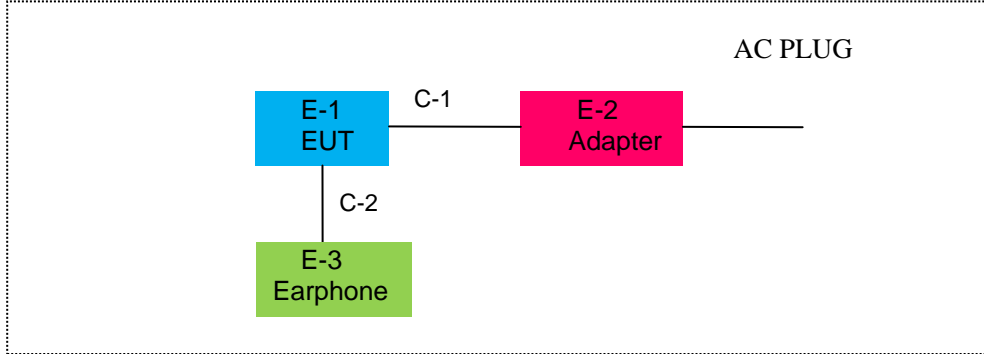 AC PLUG
E-1
EUT
C-1
E-2
Adapter
C-2
E-3
Earphone